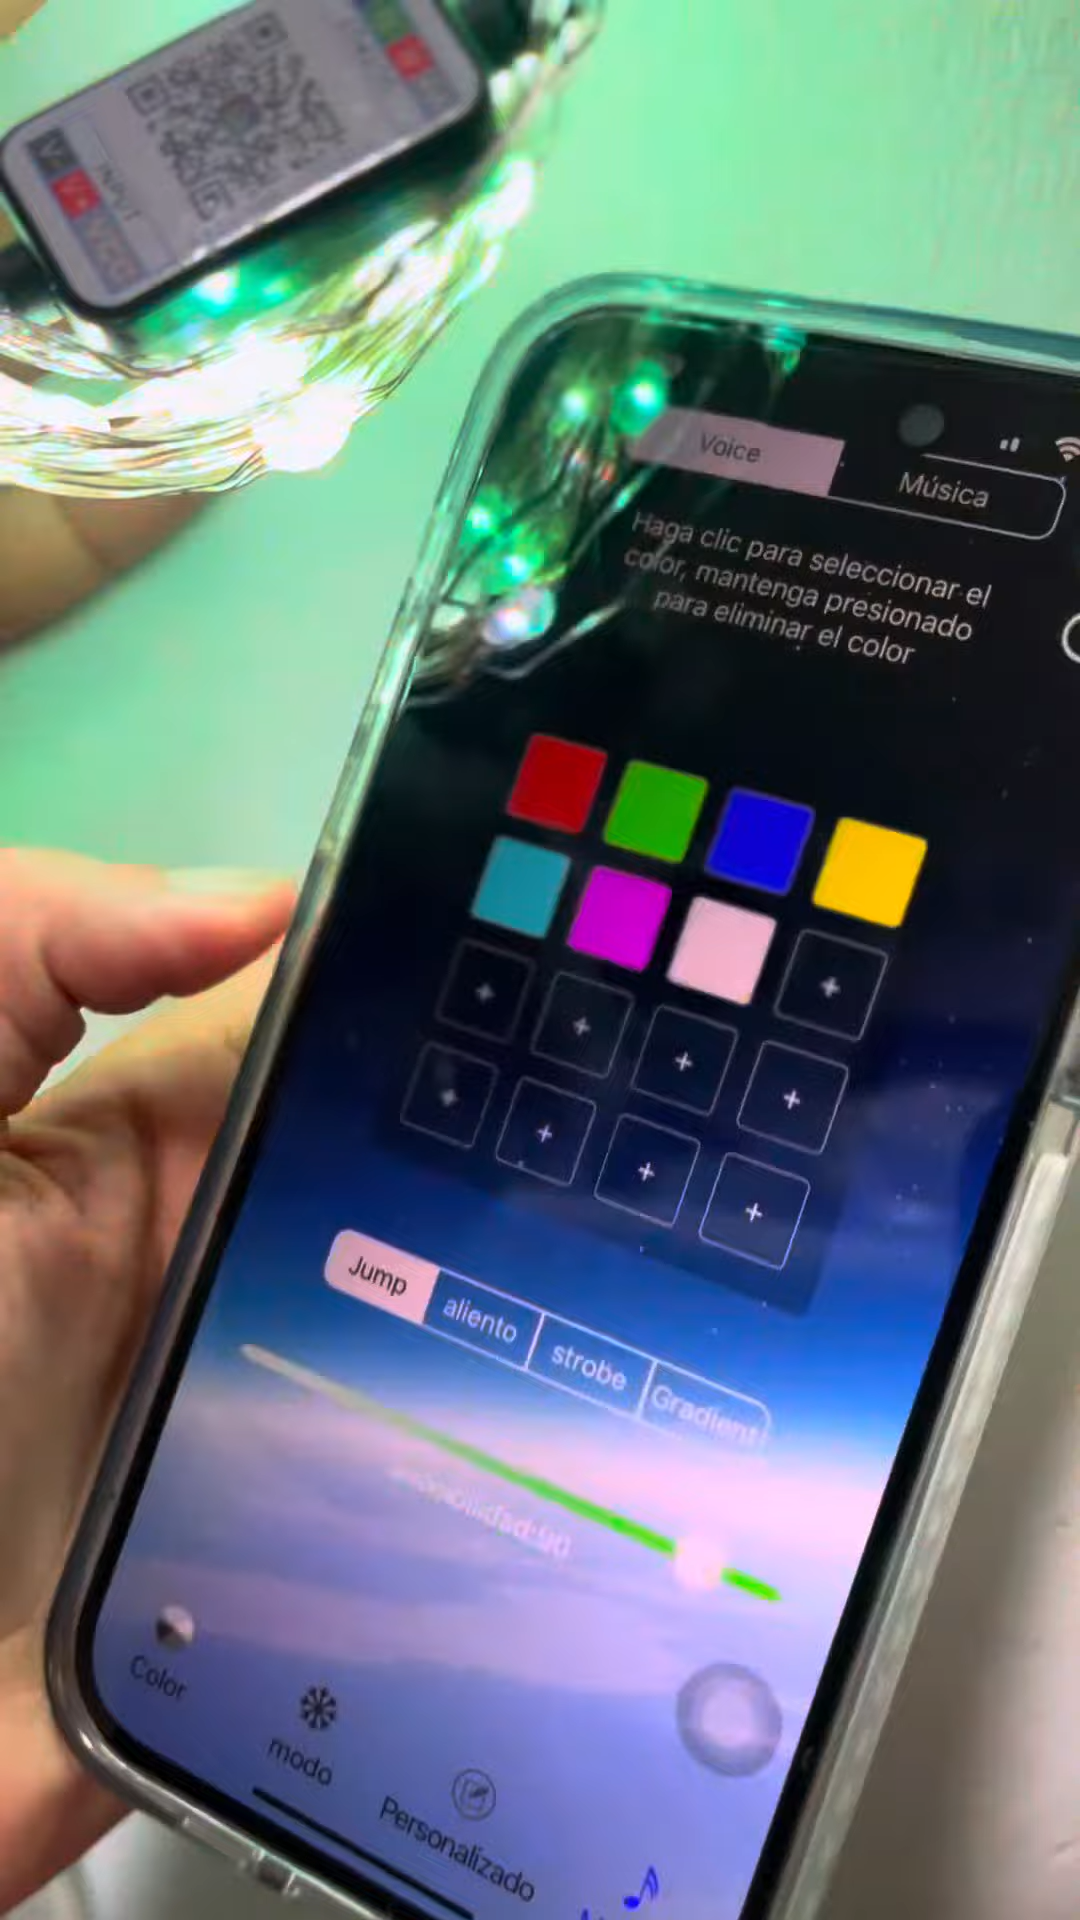 INPUT
Voice
Música
Haga clic para seleccionar el
color, mantenga presionado
para eliminar el color
Jump
aliento
strobe
Gradient
Color
modo
Personalizado